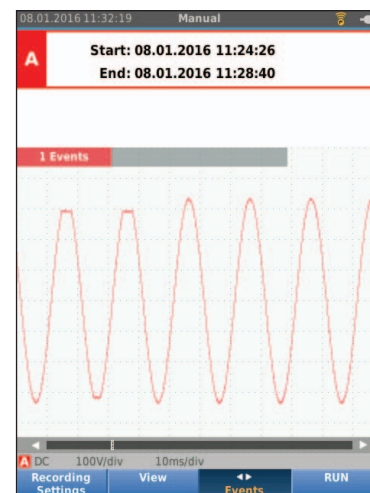 08.01.2016 11:32:19 Manual
A
Start: 08.01.2016 11:24:26
End: 08.01.2016 11:28:40
1 Events
A DC 100V/div 10ms/div
Recording Settings View Events RUN